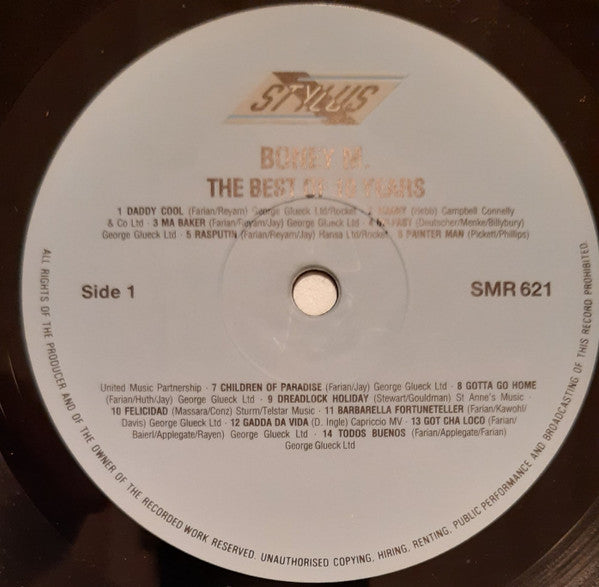 STYLUS
BONEY M.
THE BEST OF 10 YEARS
1 DADDY COOL (Farian/Reyam) George Glueck Ltd/Rocket · 2 SUNNY (Hebb) Campbell Connelly
& Co Ltd · 3 MA BAKER (Farian/Reyam/Jay) George Glueck Ltd · 4 (Deutscher/Menke/Billybury)
George Glueck Ltd · 5 RASPUTIN (Farian/Reyam/Jay) Hansa Ltd/Rocket · 6 PAINTER MAN (Pickett/Phillips)
Side 1
SMR 621
United Music Partnership · 7 CHILDREN OF PARADISE (Farian/Jay) George Glueck Ltd · 8 GOTTA GO HOME
(Farian/Huth/Jay) George Glueck Ltd · 9 DREADLOCK HOLIDAY (Stewart/Gouldman) St Anne's Music ·
10 FELICIDAD (Massara/Conz) Sturm/Telstar Music · 11 BARBARELLA FORTUNETELLER (Farian/Kawohl/
Davis) George Glueck Ltd · 12 GADDA DA VIDA (D. Ingle) Capriccio MV · 13 GOT CHA LOCO (Farian/
Baierl/Applegate/Rayen) George Glueck Ltd · 14 TODOS BUENOS (Farian/Applegate/Farian)
George Glueck Ltd
ALL RIGHTS OF THE PRODUCER AND OF THE OWNER OF THE RECORDED WORK RESERVED. UNAUTHORISED COPYING, HIRING, RENTING, PUBLIC PERFORMANCE AND BROADCASTING OF THIS RECORD PROHIBITED.